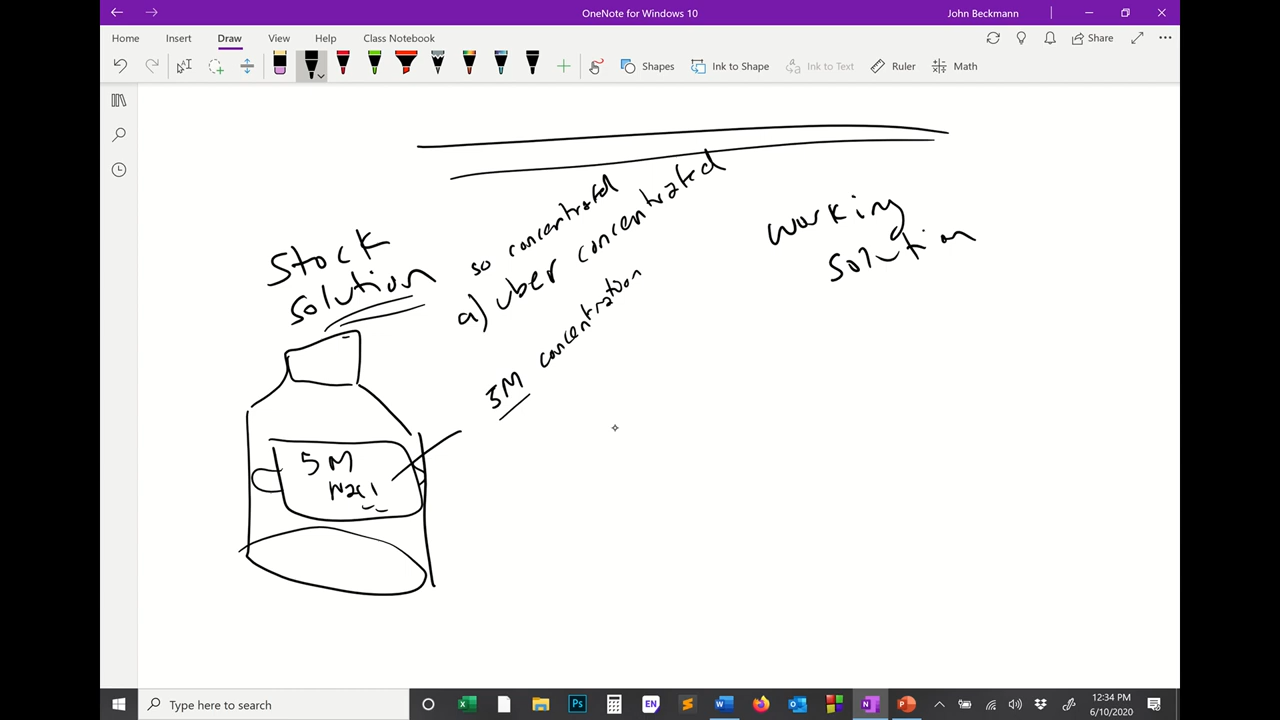 OneNote for Windows 10
John Beckmann
Home Insert Draw View Help Class Notebook
Share
Shapes Ink to Shape Ink to Text Ruler Math
Stock
solution
so concentrated
a) uber concentrated
5M concentration
5 M
NaCl
working
solution
Type here to search
EN
12:34 PM
6/10/2020